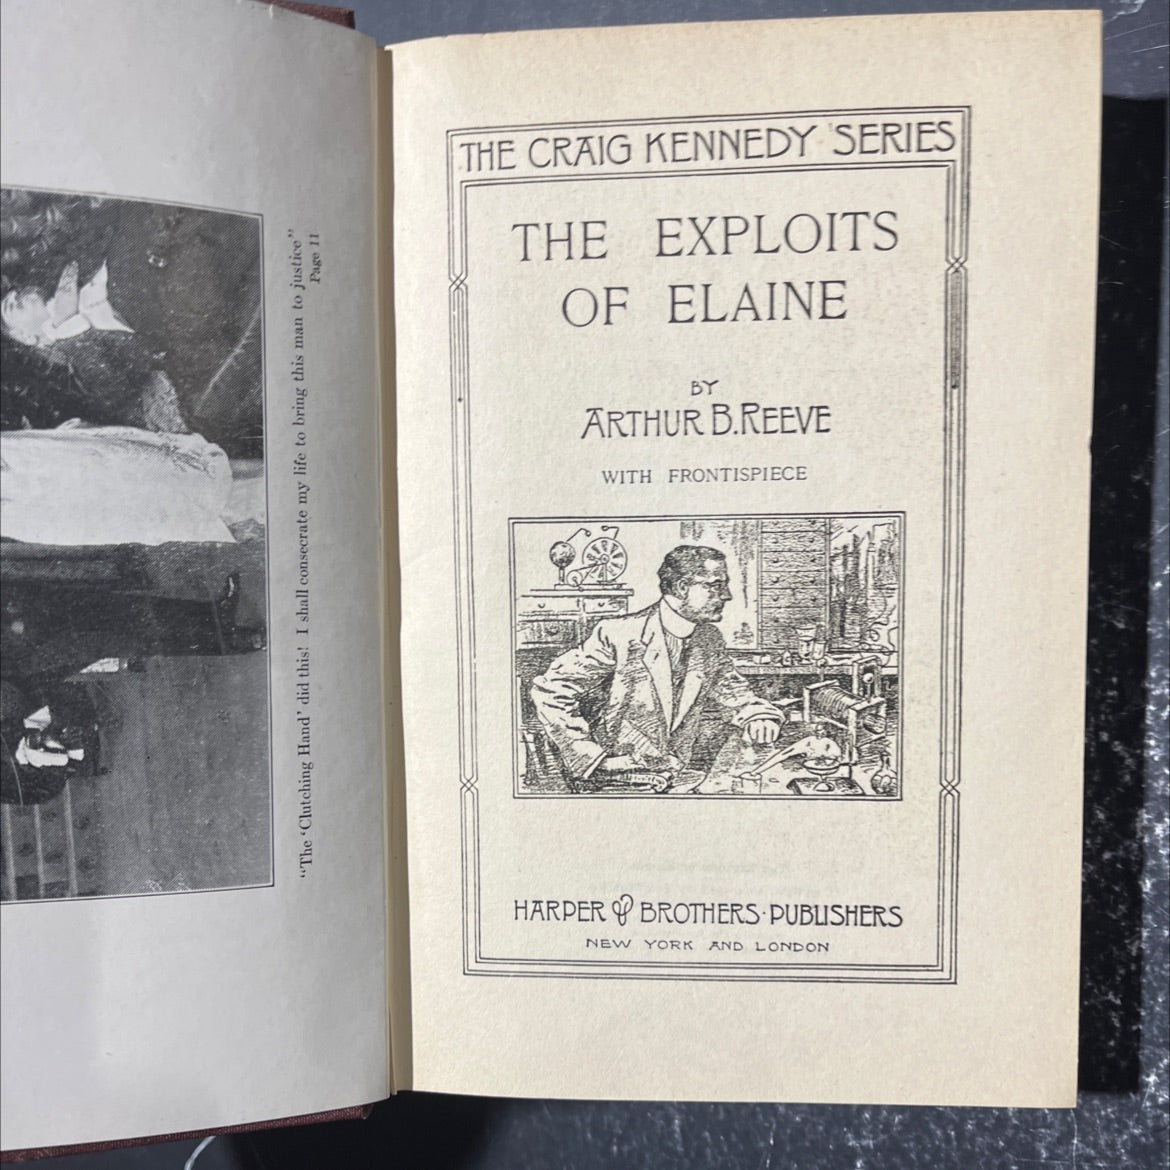 "The 'Clutching Hand' did this! I shall consecrate my life to bring this man to justice"
Page 11
THE CRAIG KENNEDY SERIES
THE EXPLOITS
OF ELAINE
BY
ARTHUR B. REEVE
WITH FRONTISPIECE
HARPER & BROTHERS · PUBLISHERS
NEW YORK AND LONDON